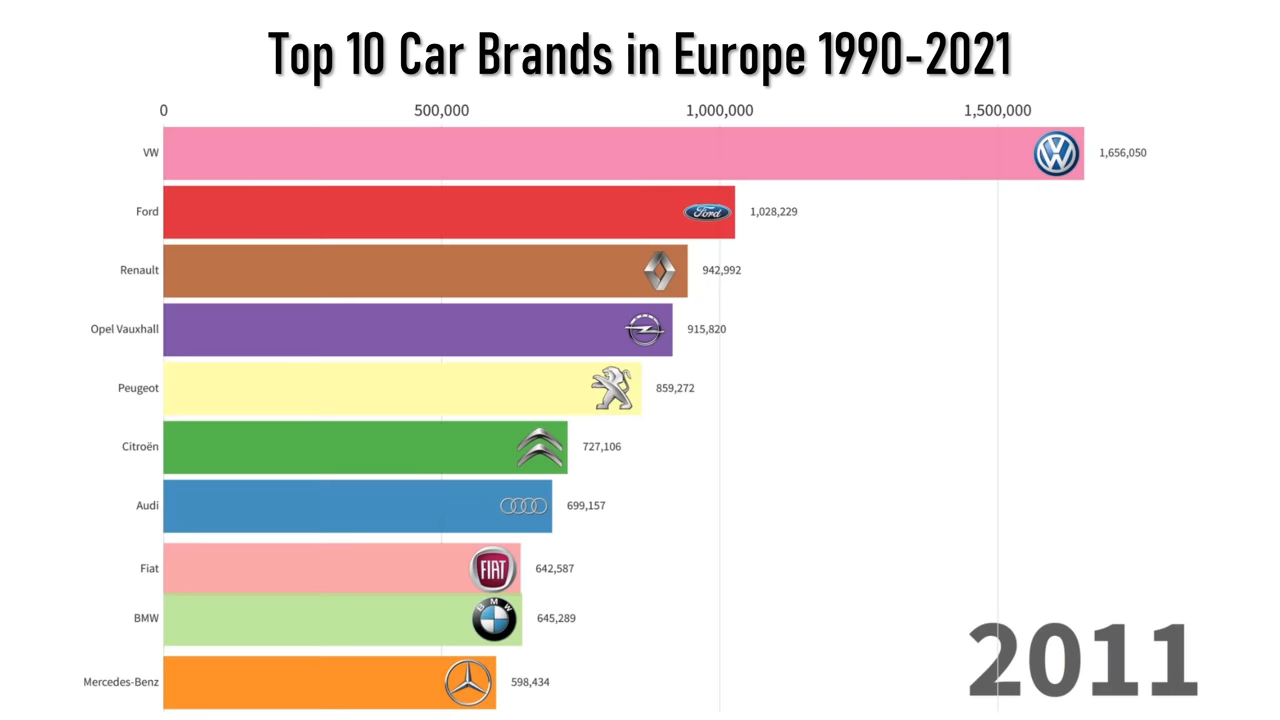 Top 10 Car Brands in Europe 1990-2021
0 500,000 1,000,000 1,500,000
VW 1,656,050
Ford Ford 1,028,229
Renault 942,992
Opel Vauxhall 915,820
Peugeot 859,272
Citroën 727,106
Audi 699,157
Fiat FIAT 642,587
BMW BMW 645,289
Mercedes-Benz 598,434
2011